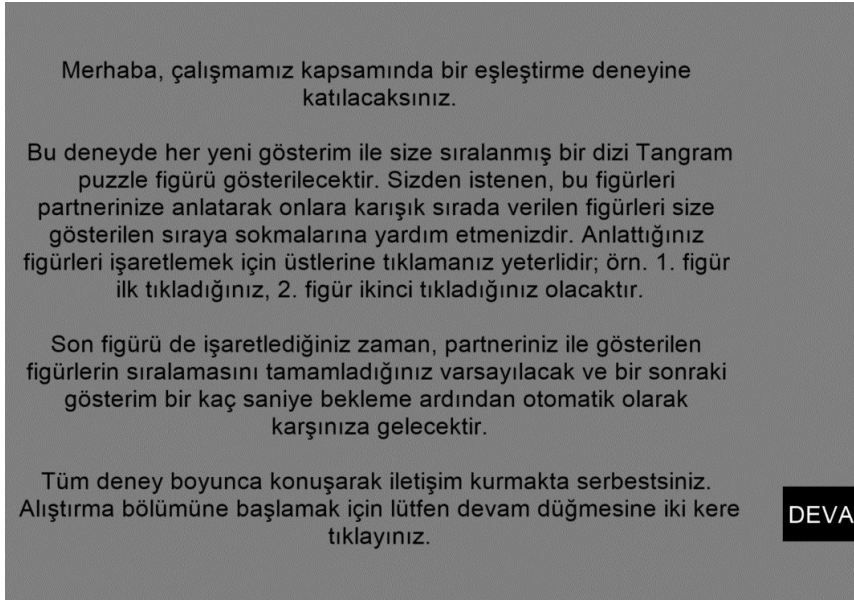 Merhaba, çalışmamız kapsamında bir eşleştirme deneyine
katılacaksınız.
Bu deneyde her yeni gösterim ile size sıralanmış bir dizi Tangram
puzzle figürü gösterilecektir. Sizden istenen, bu figürleri
partnerinize anlatarak onlara karışık sırada verilen figürleri size
gösterilen sıraya sokmalarına yardım etmenizdir. Anlattığınız
figürleri işaretlemek için üstlerine tıklamanız yeterlidir; örn. 1. figür
ilk tıkladığınız, 2. figür ikinci tıkladığınız olacaktır.
Son figürü de işaretlediğiniz zaman, partneriniz ile gösterilen
figürlerin sıralamasını tamamladığınız varsayılacak ve bir sonraki
gösterim bir kaç saniye bekleme ardından otomatik olarak
karşınıza gelecektir.
Tüm deney boyunca konuşarak iletişim kurmakta serbestsiniz.
Alıştırma bölümüne başlamak için lütfen devam düğmesine iki kere
tıklayınız.
DEVA